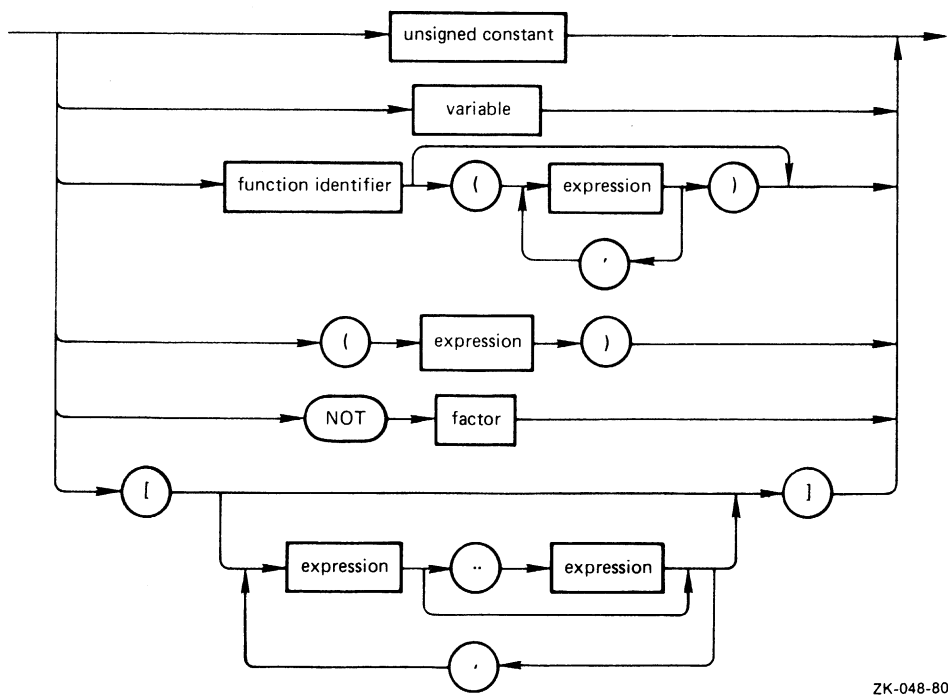 unsigned constant
variable
function identifier ( expression )
,
( expression )
NOT factor
[ ]
expression .. expression
,
ZK-048-80